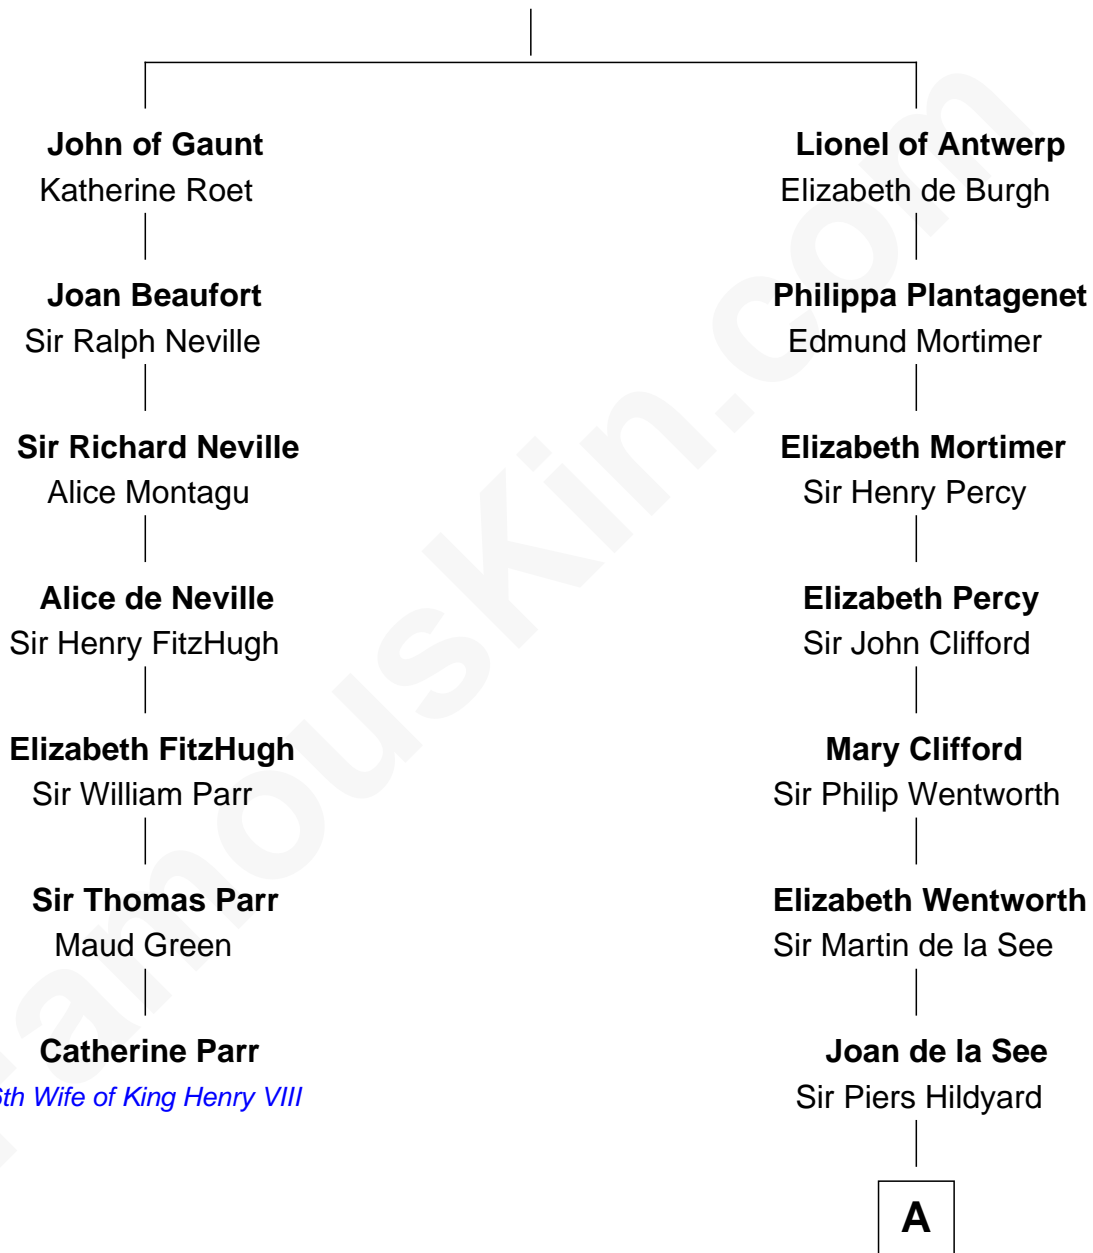 John of Gaunt
Katherine Roet
Joan Beaufort
Sir Ralph Neville
Sir Richard Neville
Alice Montagu
Alice de Neville
Sir Henry FitzHugh
Elizabeth FitzHugh
Sir William Parr
Sir Thomas Parr
Maud Green
Catherine Parr
6th Wife of King Henry VIII
Lionel of Antwerp
Elizabeth de Burgh
Philippa Plantagenet
Edmund Mortimer
Elizabeth Mortimer
Sir Henry Percy
Elizabeth Percy
Sir John Clifford
Mary Clifford
Sir Philip Wentworth
Elizabeth Wentworth
Sir Martin de la See
Joan de la See
Sir Piers Hildyard
A
famouskin.com